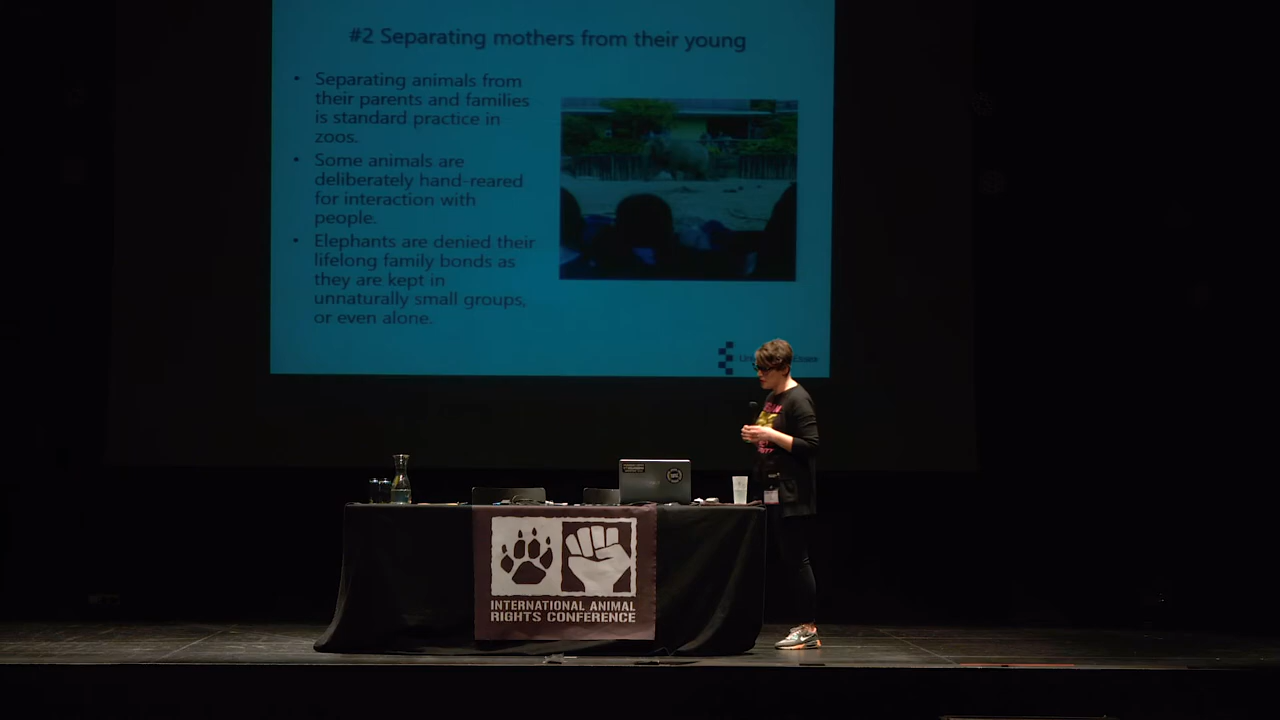 #2 Separating mothers from their young
• Separating animals from
their parents and families
is standard practice in
zoos.
• Some animals are
deliberately hand-reared
for interaction with
people.
• Elephants are denied their
lifelong family bonds as
they are kept in
unnaturally small groups,
or even alone.
INTERNATIONAL ANIMAL
RIGHTS CONFERENCE